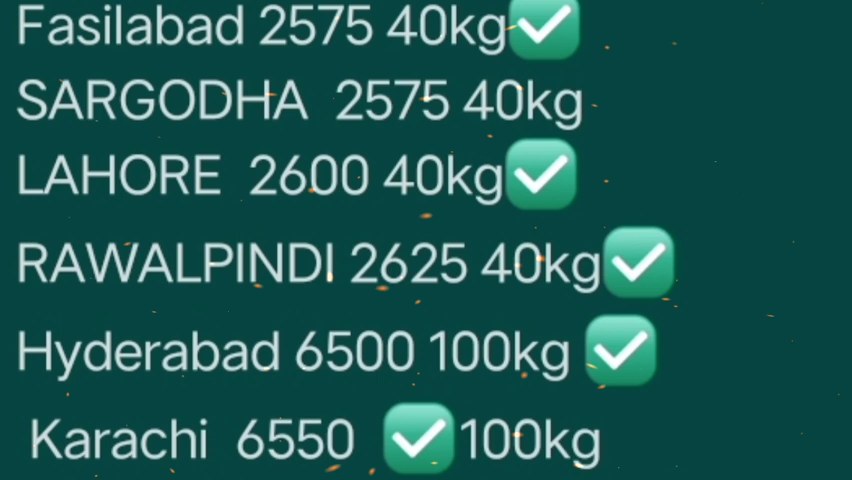 Fasilabad 2575 40kg✅
SARGODHA 2575 40kg
LAHORE 2600 40kg✅
RAWALPINDI 2625 40kg✅
Hyderabad 6500 100kg ✅
Karachi 6550 ✅100kg